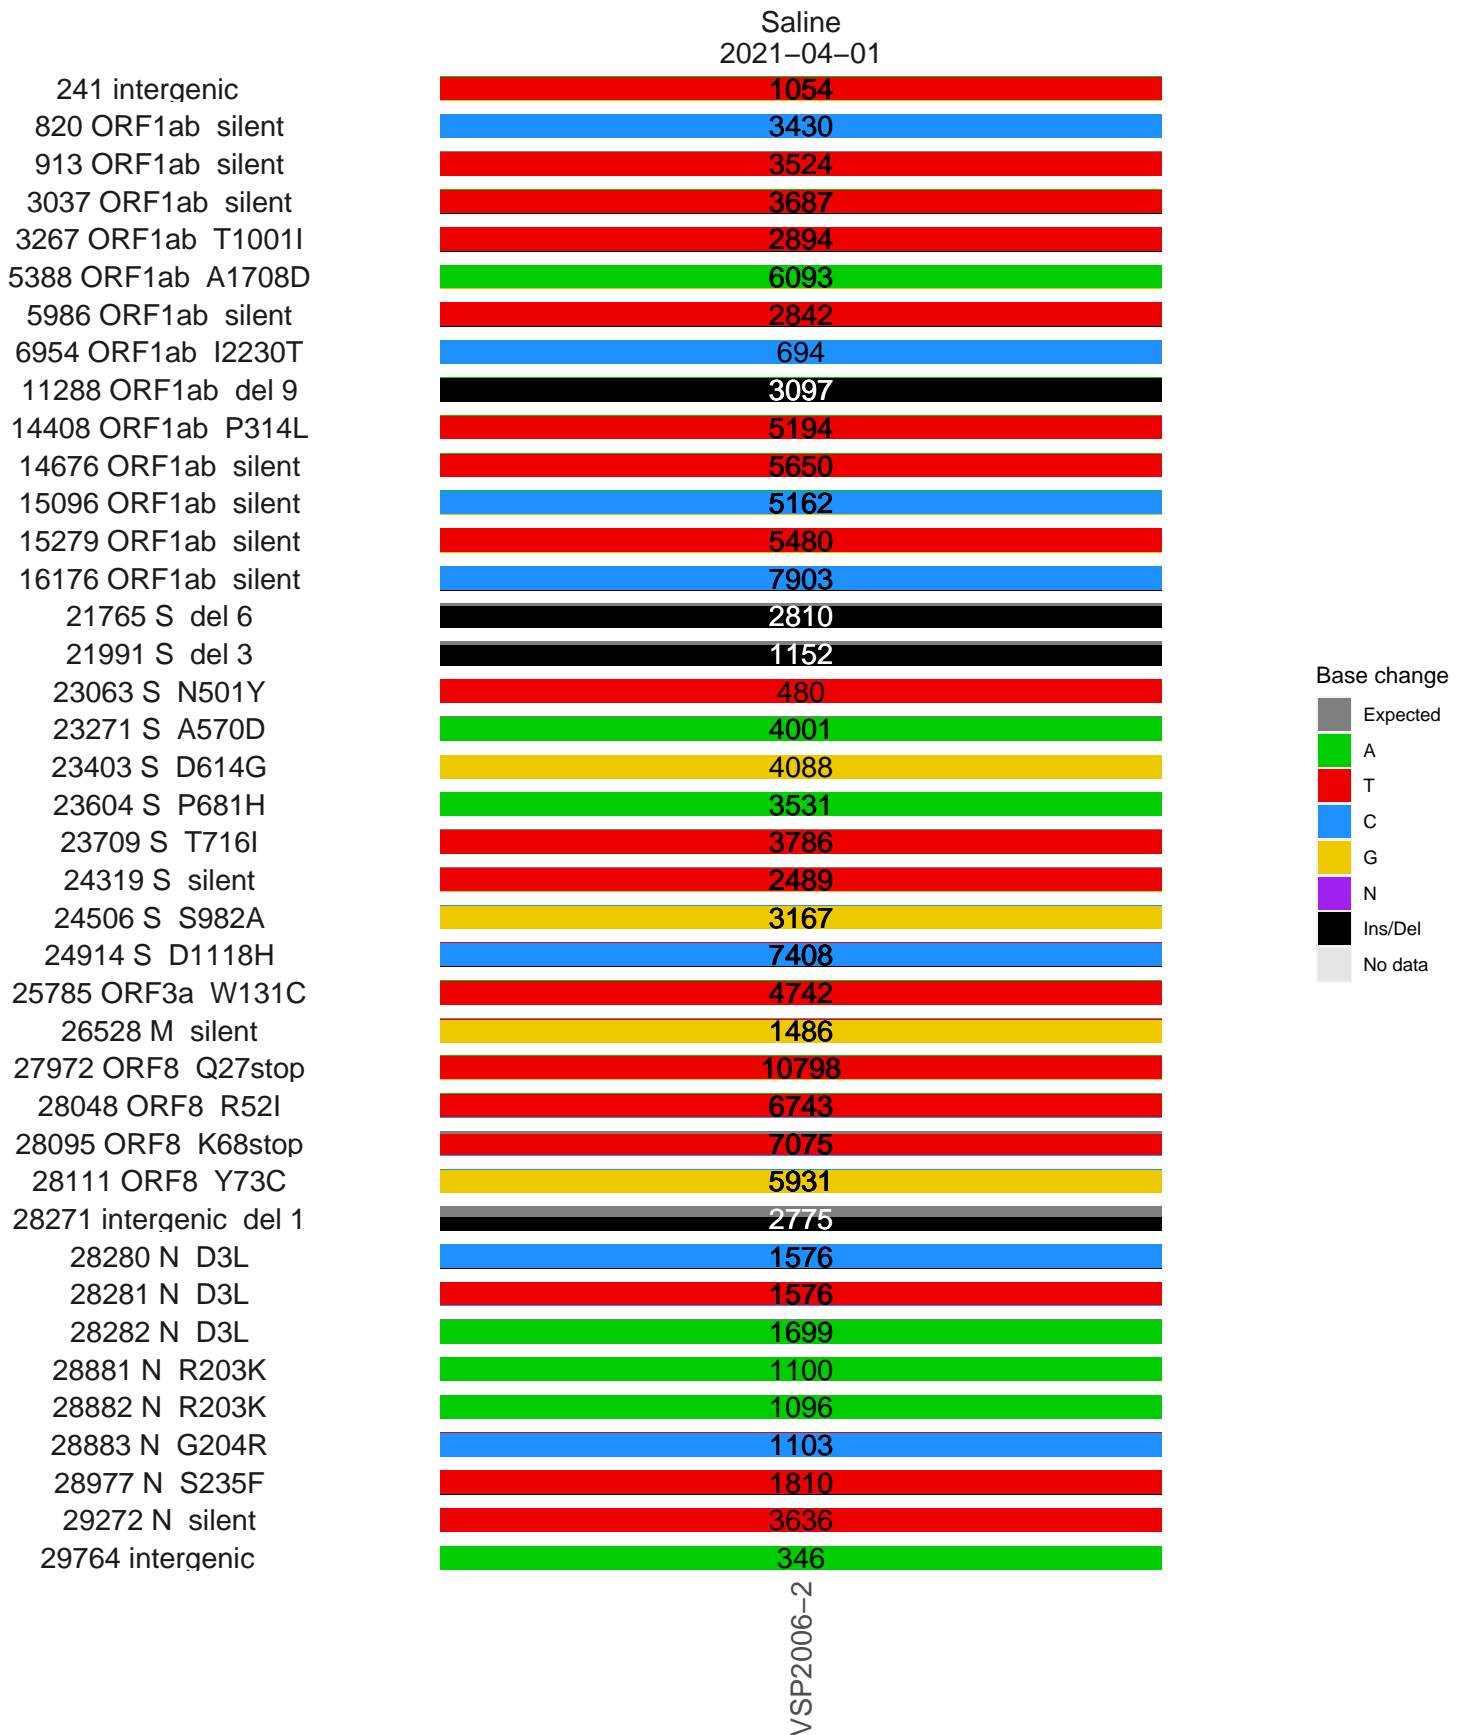 Saline
2021−04−01
241 intergenic 1054
820 ORF1ab silent 3430
913 ORF1ab silent 3524
3037 ORF1ab silent 3687
3267 ORF1ab T1001I 2894
5388 ORF1ab A1708D 6093
5986 ORF1ab silent 2842
6954 ORF1ab I2230T 694
11288 ORF1ab del 9 3097
14408 ORF1ab P314L 5194
14676 ORF1ab silent 5650
15096 ORF1ab silent 5162
15279 ORF1ab silent 5480
16176 ORF1ab silent 7903
21765 S del 6 2810
21991 S del 3 1152
23063 S N501Y 480
23271 S A570D 4001
23403 S D614G 4088
23604 S P681H 3531
23709 S T716I 3786
24319 S silent 2489
24506 S S982A 3167
24914 S D1118H 7408
25785 ORF3a W131C 4742
26528 M silent 1486
27972 ORF8 Q27stop 10798
28048 ORF8 R52I 6743
28095 ORF8 K68stop 7075
28111 ORF8 Y73C 5931
28271 intergenic del 1 2775
28280 N D3L 1576
28281 N D3L 1576
28282 N D3L 1699
28881 N R203K 1100
28882 N R203K 1096
28883 N G204R 1103
28977 N S235F 1810
29272 N silent 3636
29764 intergenic 346
VSP2006−2
Base change
Expected
A
T
C
G
N
Ins/Del
No data